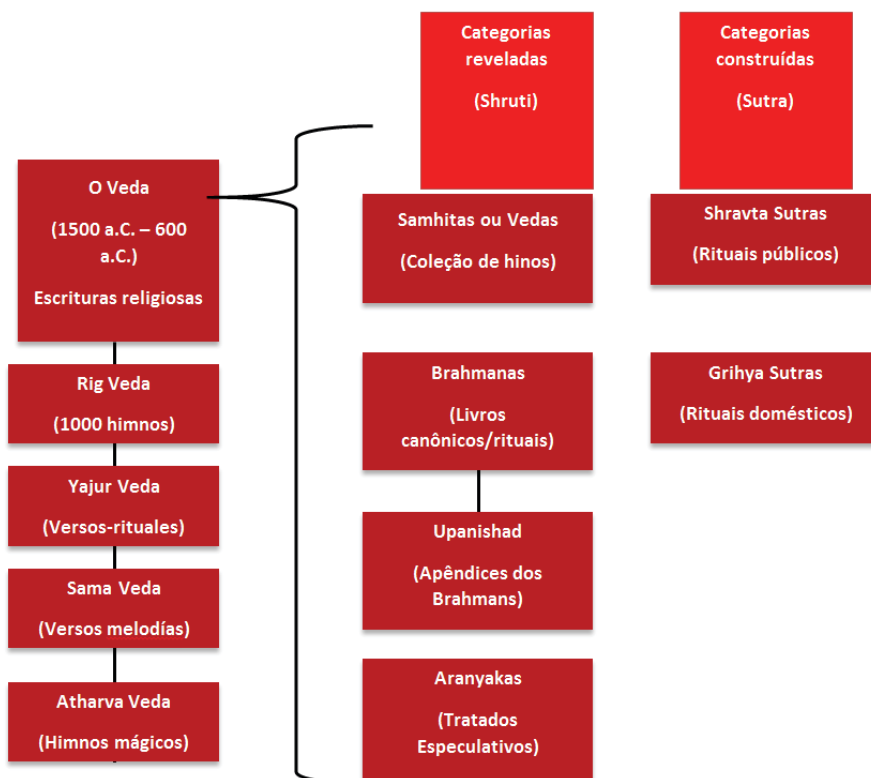 O Veda
(1500 a.C. – 600
a.C.)
Escrituras religiosas
Rig Veda
(1000 himnos)
Yajur Veda
(Versos-rituales)
Sama Veda
(Versos melodías)
Atharva Veda
(Himnos mágicos)
Categorias
reveladas
(Shruti)
Samhitas ou Vedas
(Coleção de hinos)
Brahmanas
(Livros
canônicos/rituais)
Upanishad
(Apêndices dos
Brahmans)
Aranyakas
(Tratados
Especulativos)
Categorias
construídas
(Sutra)
Shravta Sutras
(Rituais públicos)
Grihya Sutras
(Rituais domésticos)